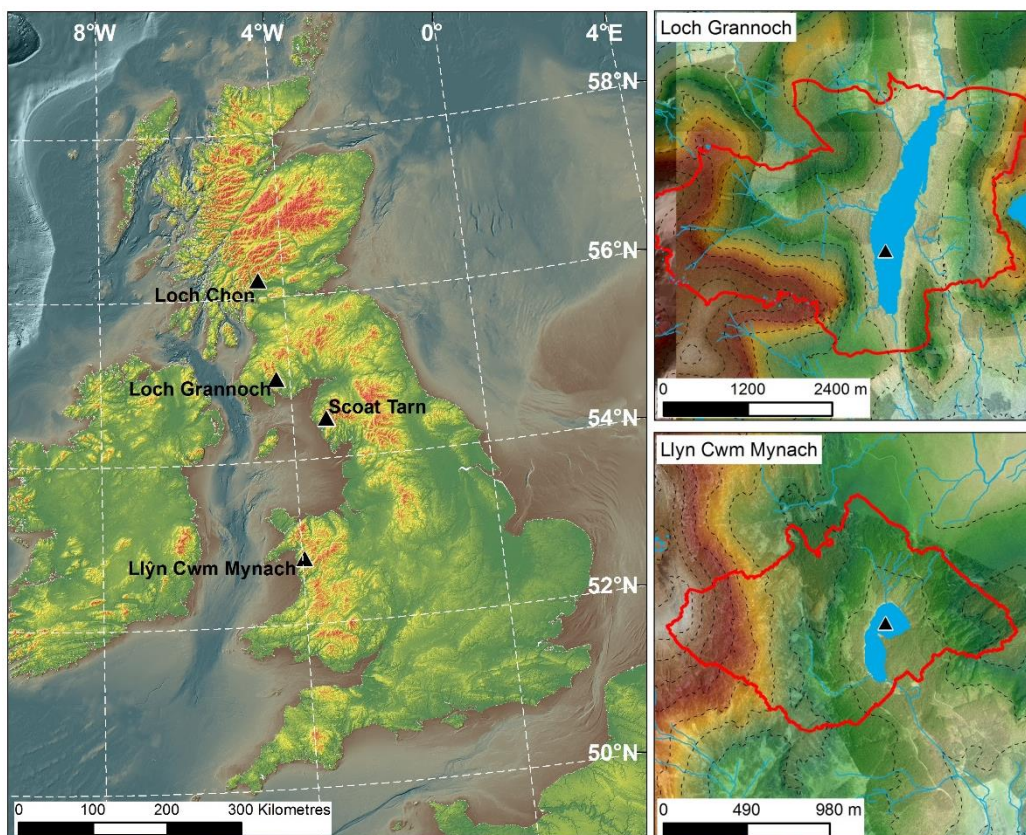 8°W
4°W
0°
4°E
58°N
56°N
Loch Chon
Loch Grannoch
Scoat Tarn
54°N
Llŷn Cwm Mynach
52°N
50°N
0 100 200 300 Kilometres
Loch Grannoch
0 1200 2400 m
Llyn Cwm Mynach
0 490 980 m